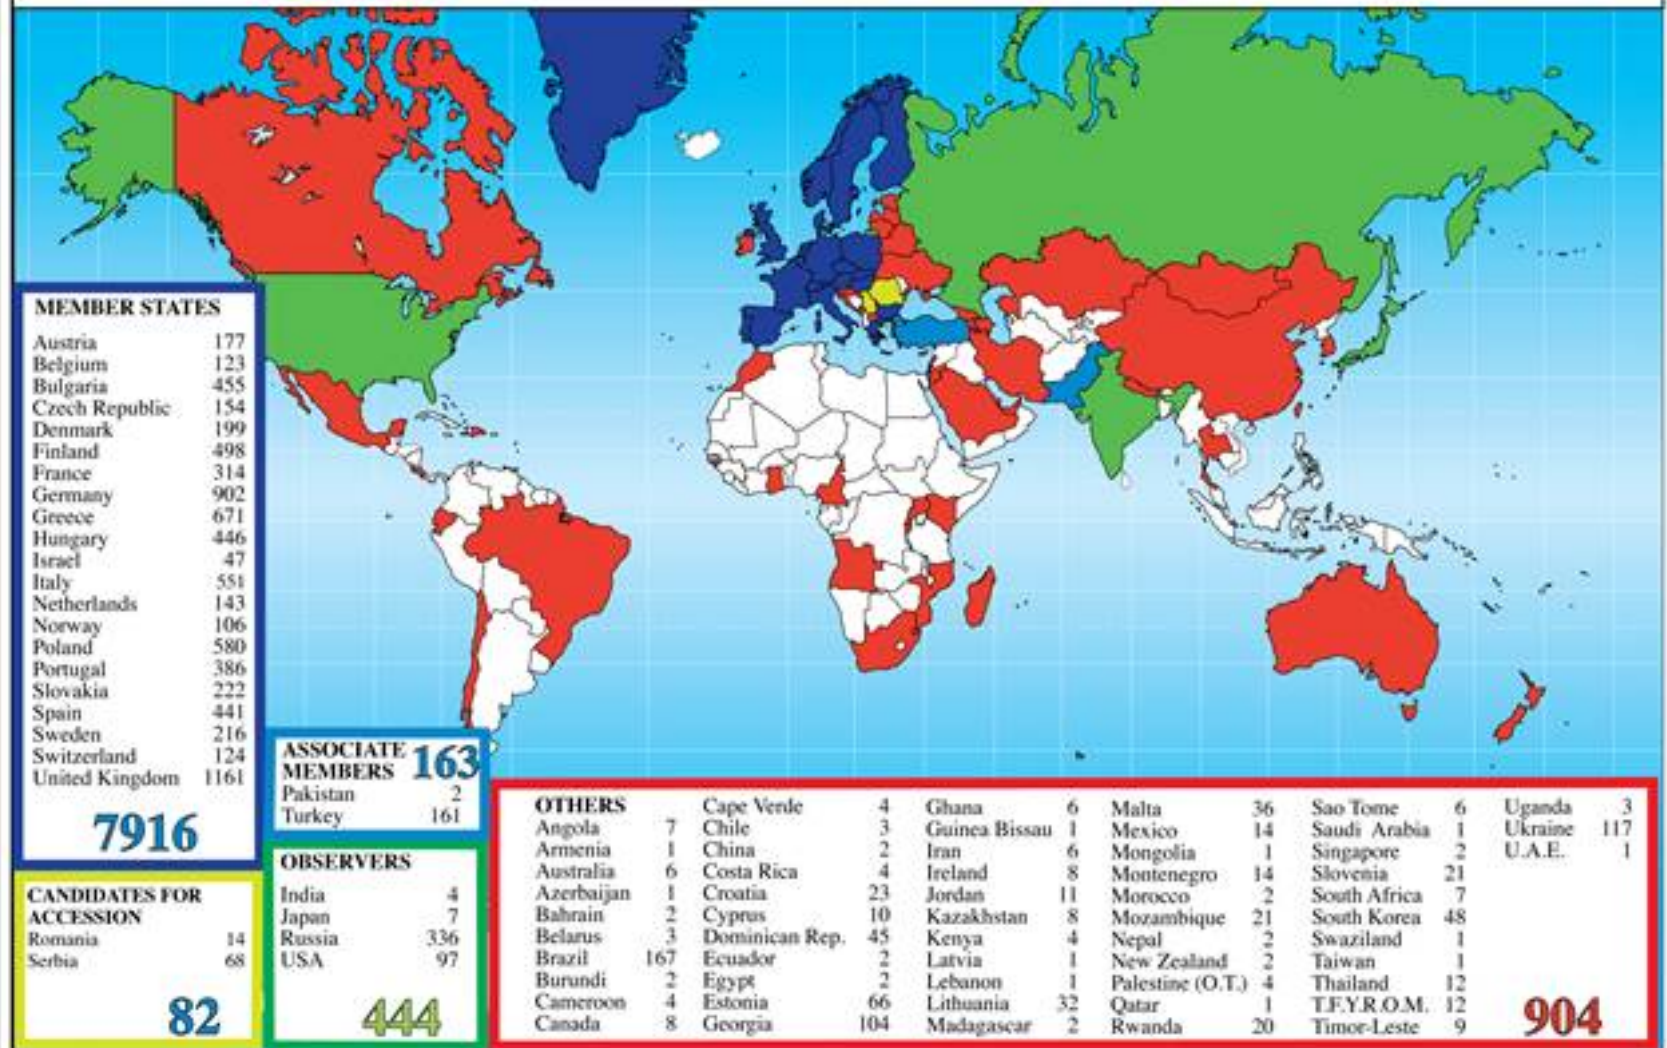 MEMBER STATES
Austria 177
Belgium 123
Bulgaria 455
Czech Republic 154
Denmark 199
Finland 498
France 314
Germany 902
Greece 671
Hungary 446
Israel 47
Italy 551
Netherlands 143
Norway 106
Poland 580
Portugal 386
Slovakia 222
Spain 441
Sweden 216
Switzerland 124
United Kingdom 1161
7916
CANDIDATES FOR
ACCESSION
Romania 14
Serbia 68
82
ASSOCIATE
MEMBERS 163
Pakistan 2
Turkey 161
OBSERVERS
India 4
Japan 7
Russia 336
USA 97
444
OTHERS
Angola 7
Armenia 1
Australia 6
Azerbaijan 1
Bahrain 2
Belarus 3
Brazil 167
Burundi 2
Cameroon 4
Canada 8
Cape Verde 4
Chile 3
China 2
Costa Rica 4
Croatia 23
Cyprus 10
Dominican Rep. 45
Ecuador 2
Egypt 2
Estonia 66
Georgia 104
Ghana 6
Guinea Bissau 1
Iran 6
Ireland 8
Jordan 11
Kazakhstan 8
Kenya 4
Latvia 1
Lebanon 1
Lithuania 32
Madagascar 2
Malta 36
Mexico 14
Mongolia 1
Montenegro 14
Morocco 2
Mozambique 21
Nepal 2
New Zealand 2
Palestine (O.T.) 4
Qatar 1
Rwanda 20
Sao Tome 6
Saudi Arabia 1
Singapore 2
Slovenia 21
South Africa 7
South Korea 48
Swaziland 1
Taiwan 1
Thailand 12
T.F.Y.R.O.M. 12
Timor-Leste 9
Uganda 3
Ukraine 117
U.A.E. 1
904